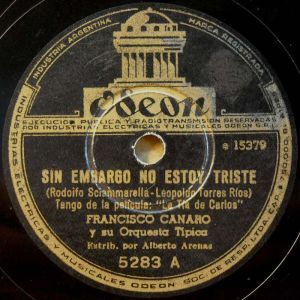 INDUSTRIA ARGENTINA
MARCA REGISTRADA
Odeon
EJECUCION PUBLICA Y RADIOTRANSMISION RESERVADAS
POR INDUSTRIAS ELECTRICAS Y MUSICALES ODEON S.R.L.
e 15379
SIN EMBARGO NO ESTOY TRISTE
(Rodolfo Sciammarella-Leopoldo Torres Ríos)
Tango de la película: "La Tía de Carlos"
FRANCISCO CANARO
y su Orquesta Típica
Estrib. por Alberto Arenas
5283 A
INDUSTRIAS ELECTRICAS Y MUSICALES ODEON SOC. DE RESP. LTDA. CAP.